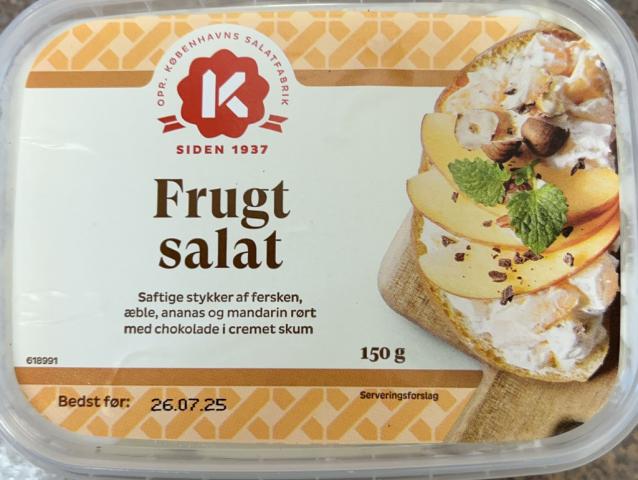 OPR. KØBENHAVNS SALATFABRIK
K
SIDEN 1937
Frugt
salat
Saftige stykker af fersken,
æble, ananas og mandarin rørt
med chokolade i cremet skum
150 g
618991
Bedst før: 26.07.25
Serveringsforslag